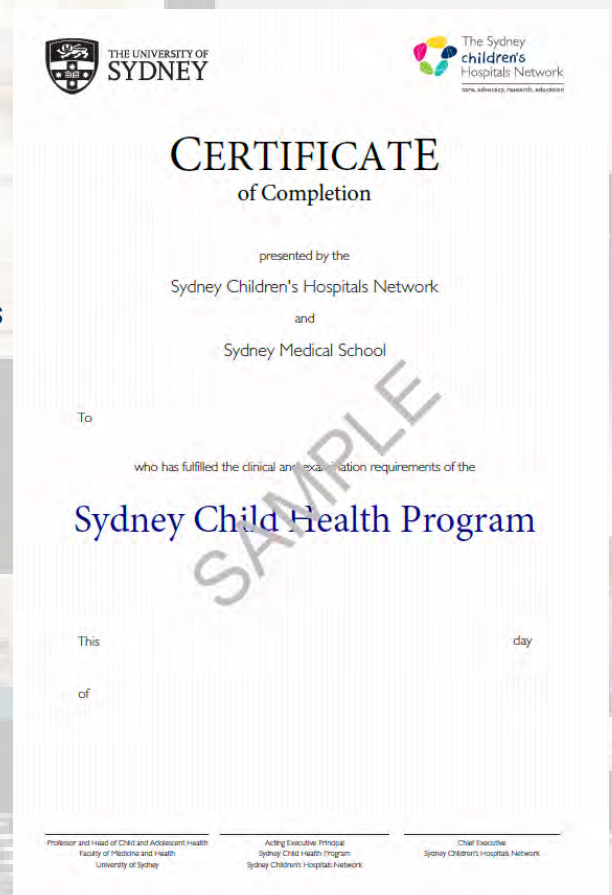 THE UNIVERSITY OF
SYDNEY
The Sydney
children's
Hospitals Network
care, advocacy, research, education
CERTIFICATE
of Completion
presented by the
Sydney Children's Hospitals Network
and
Sydney Medical School
To
who has fulfilled the clinical and examination requirements of the
Sydney Child Health Program
SAMPLE
This day
of
Professor and Head of Child and Adolescent Health
Faculty of Medicine and Health
University of Sydney
Acting Executive Principal
Sydney Child Health Program
Sydney Children's Hospitals Network
Chief Executive
Sydney Children's Hospitals Network